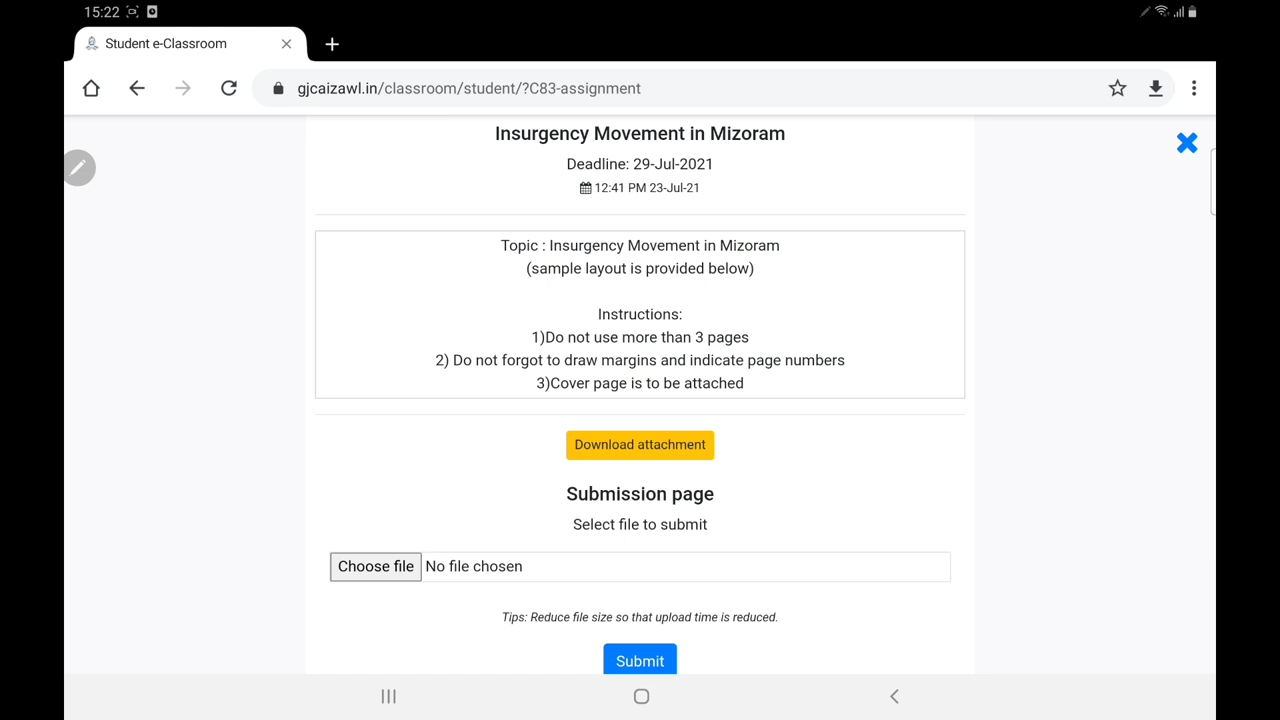 15:22
Student e-Classroom
gjcaizawl.in/classroom/student/?C83-assignment
Insurgency Movement in Mizoram
Deadline: 29-Jul-2021
12:41 PM 23-Jul-21
Topic : Insurgency Movement in Mizoram
(sample layout is provided below)
Instructions:
1)Do not use more than 3 pages
2) Do not forgot to draw margins and indicate page numbers
3)Cover page is to be attached
Download attachment
Submission page
Select file to submit
Choose file No file chosen
Tips: Reduce file size so that upload time is reduced.
Submit